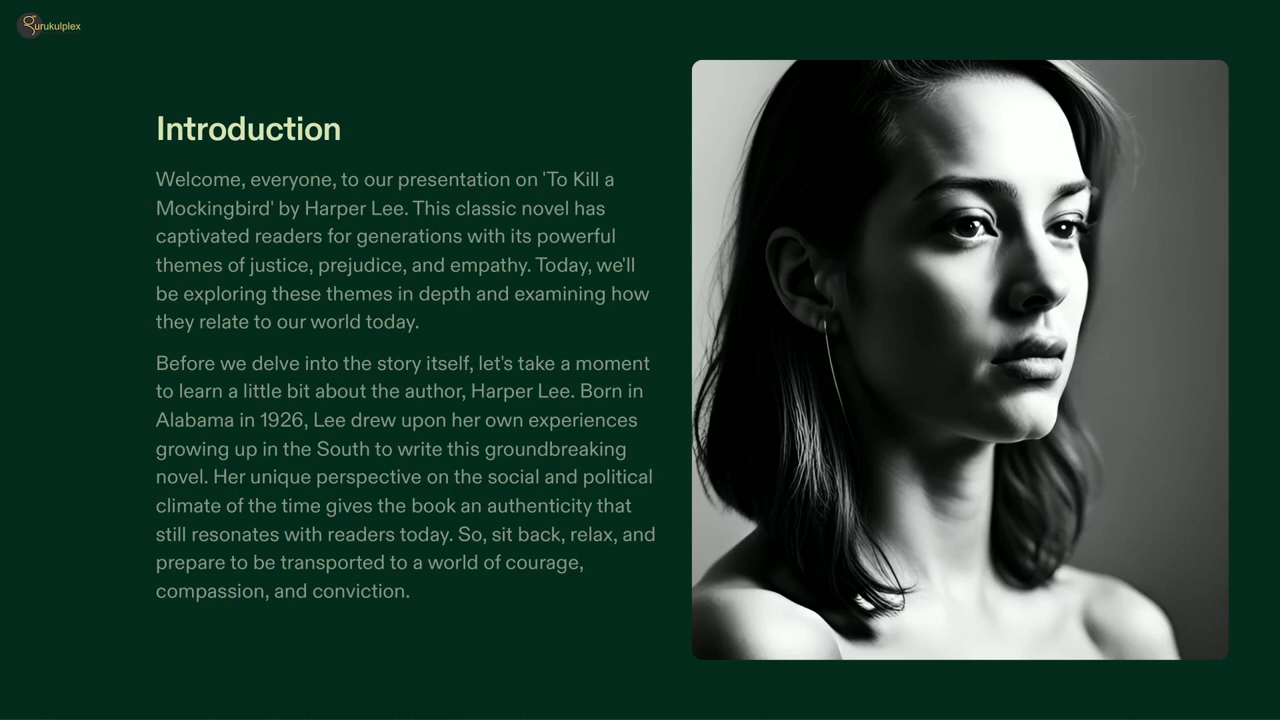 gurukulplex
Introduction
Welcome, everyone, to our presentation on 'To Kill a
Mockingbird' by Harper Lee. This classic novel has
captivated readers for generations with its powerful
themes of justice, prejudice, and empathy. Today, we'll
be exploring these themes in depth and examining how
they relate to our world today.
Before we delve into the story itself, let's take a moment
to learn a little bit about the author, Harper Lee. Born in
Alabama in 1926, Lee drew upon her own experiences
growing up in the South to write this groundbreaking
novel. Her unique perspective on the social and political
climate of the time gives the book an authenticity that
still resonates with readers today. So, sit back, relax, and
prepare to be transported to a world of courage,
compassion, and conviction.